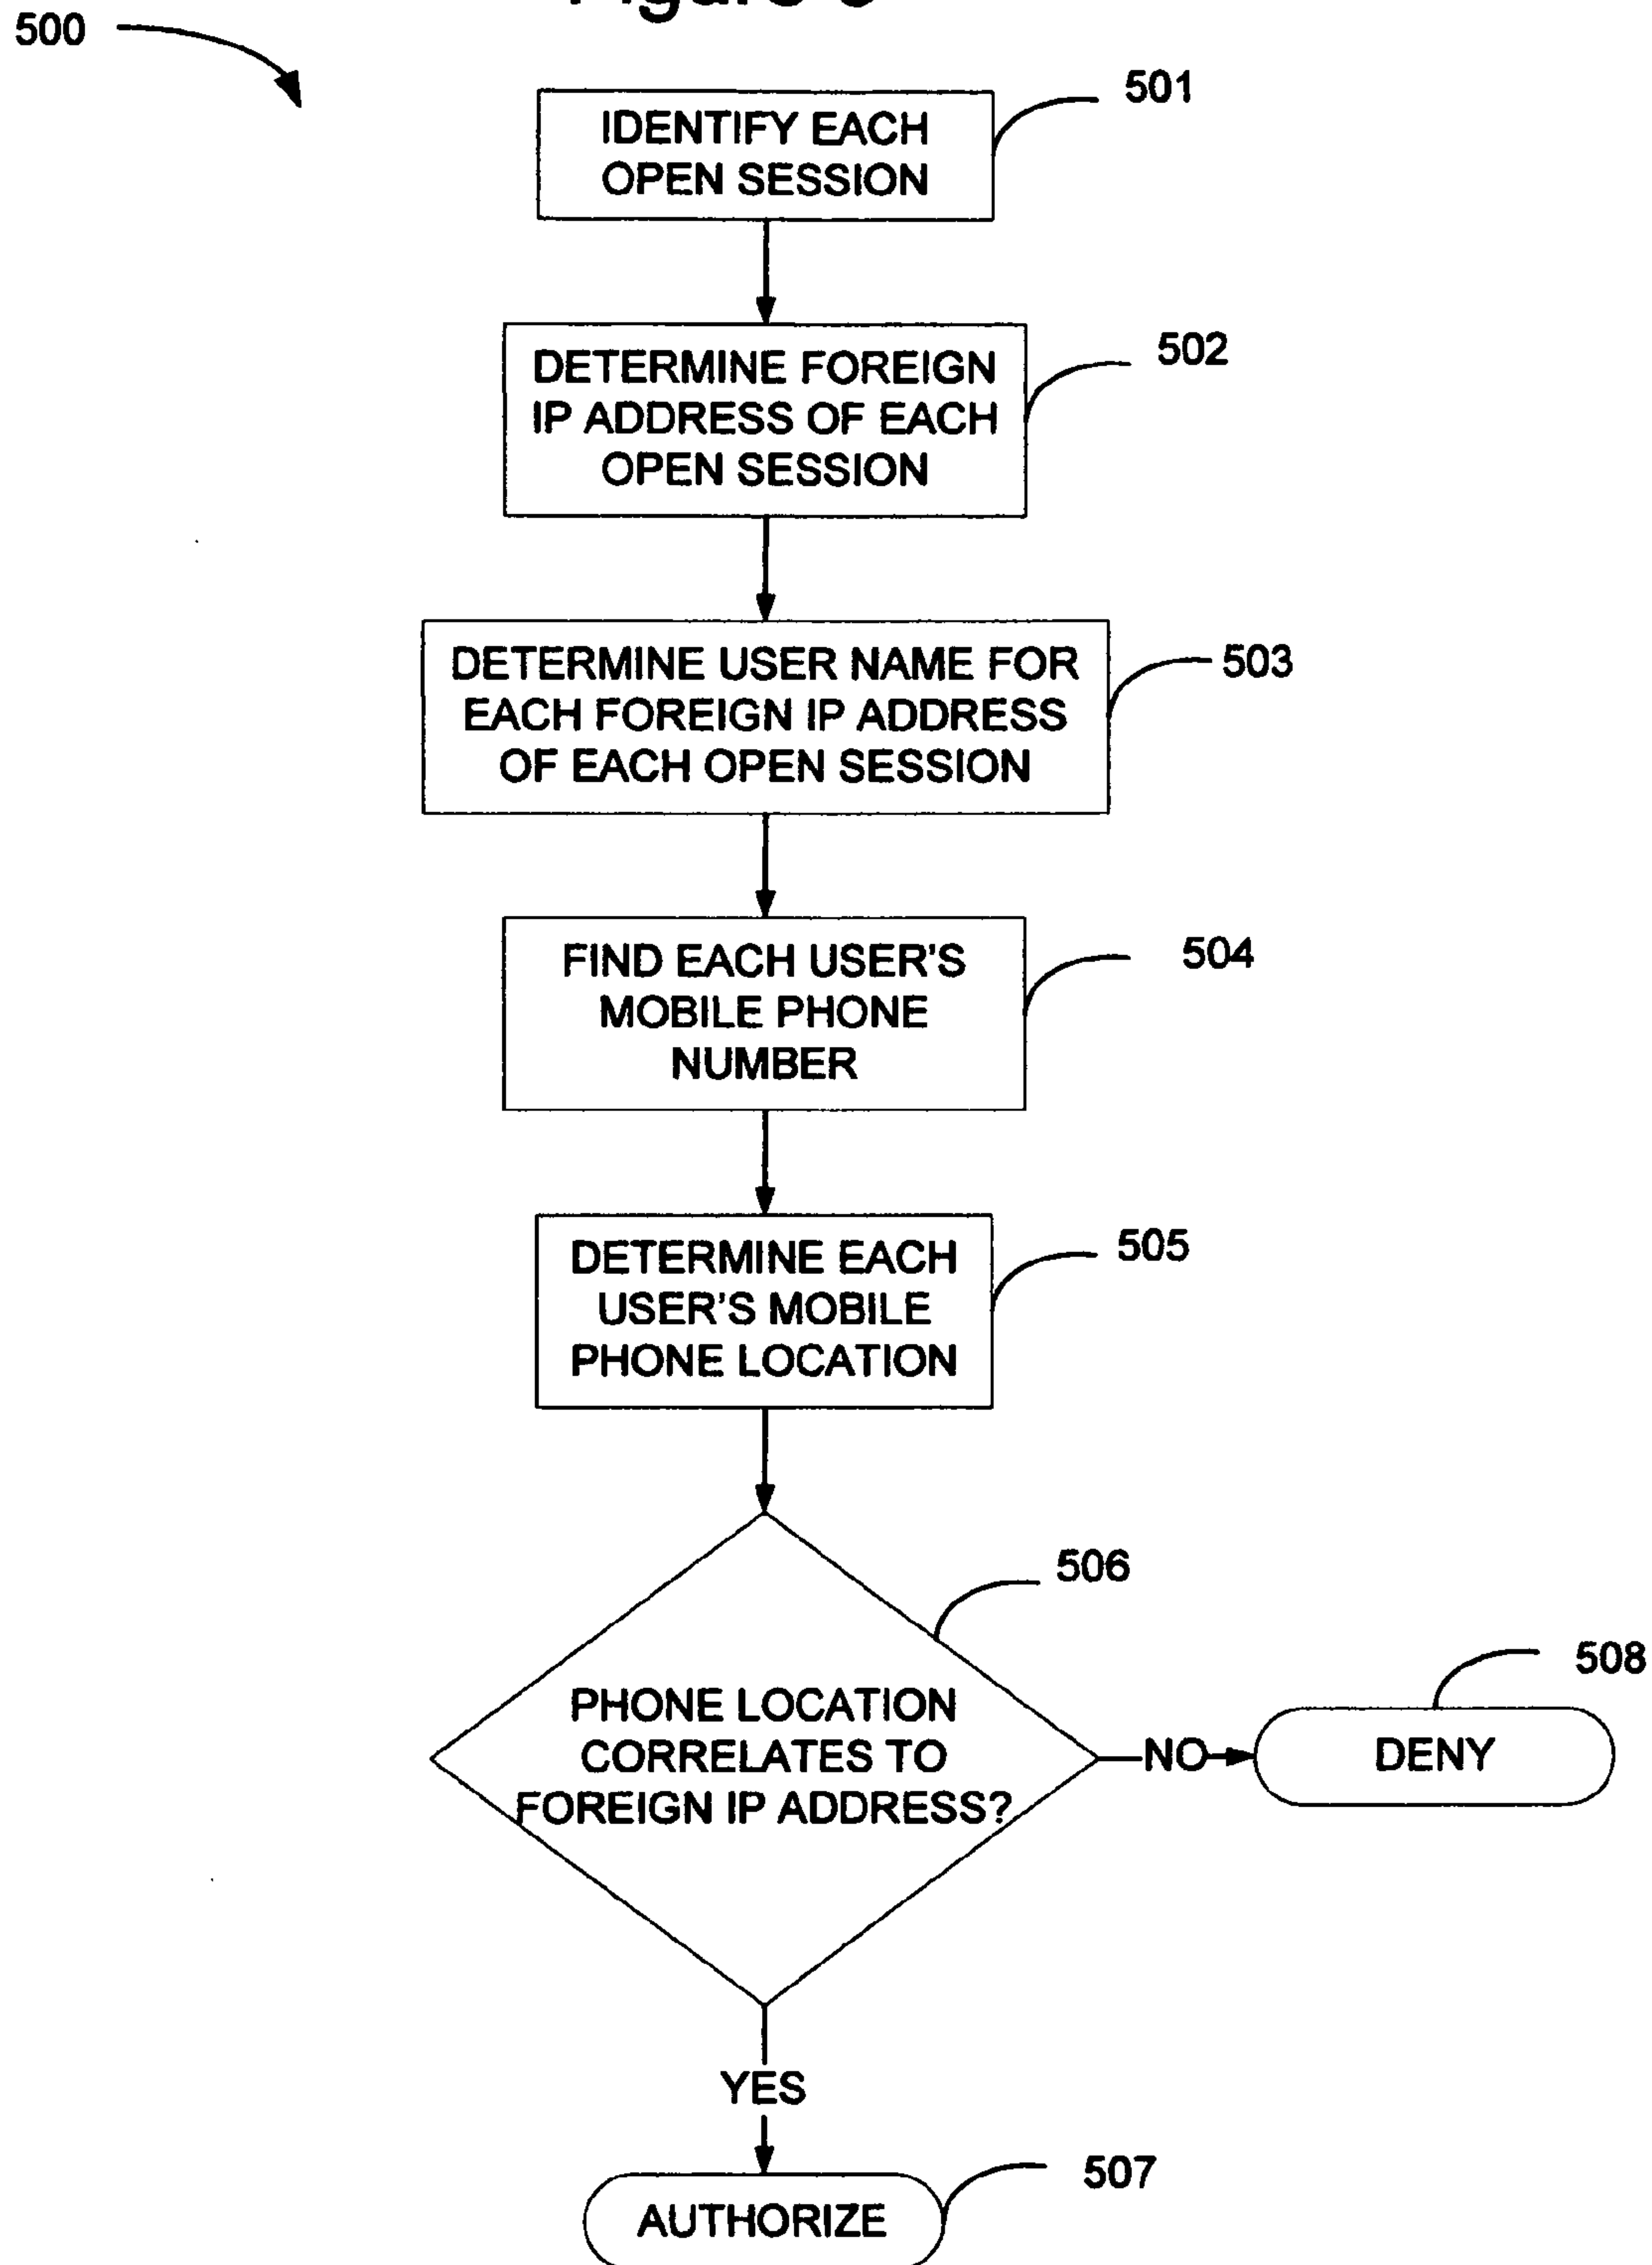 500
501
IDENTIFY EACH
OPEN SESSION
502
DETERMINE FOREIGN
IP ADDRESS OF EACH
OPEN SESSION
503
DETERMINE USER NAME FOR
EACH FOREIGN IP ADDRESS
OF EACH OPEN SESSION
504
FIND EACH USER'S
MOBILE PHONE
NUMBER
505
DETERMINE EACH
USER'S MOBILE
PHONE LOCATION
506
PHONE LOCATION
CORRELATES TO
FOREIGN IP ADDRESS?
NO
508
DENY
YES
507
AUTHORIZE